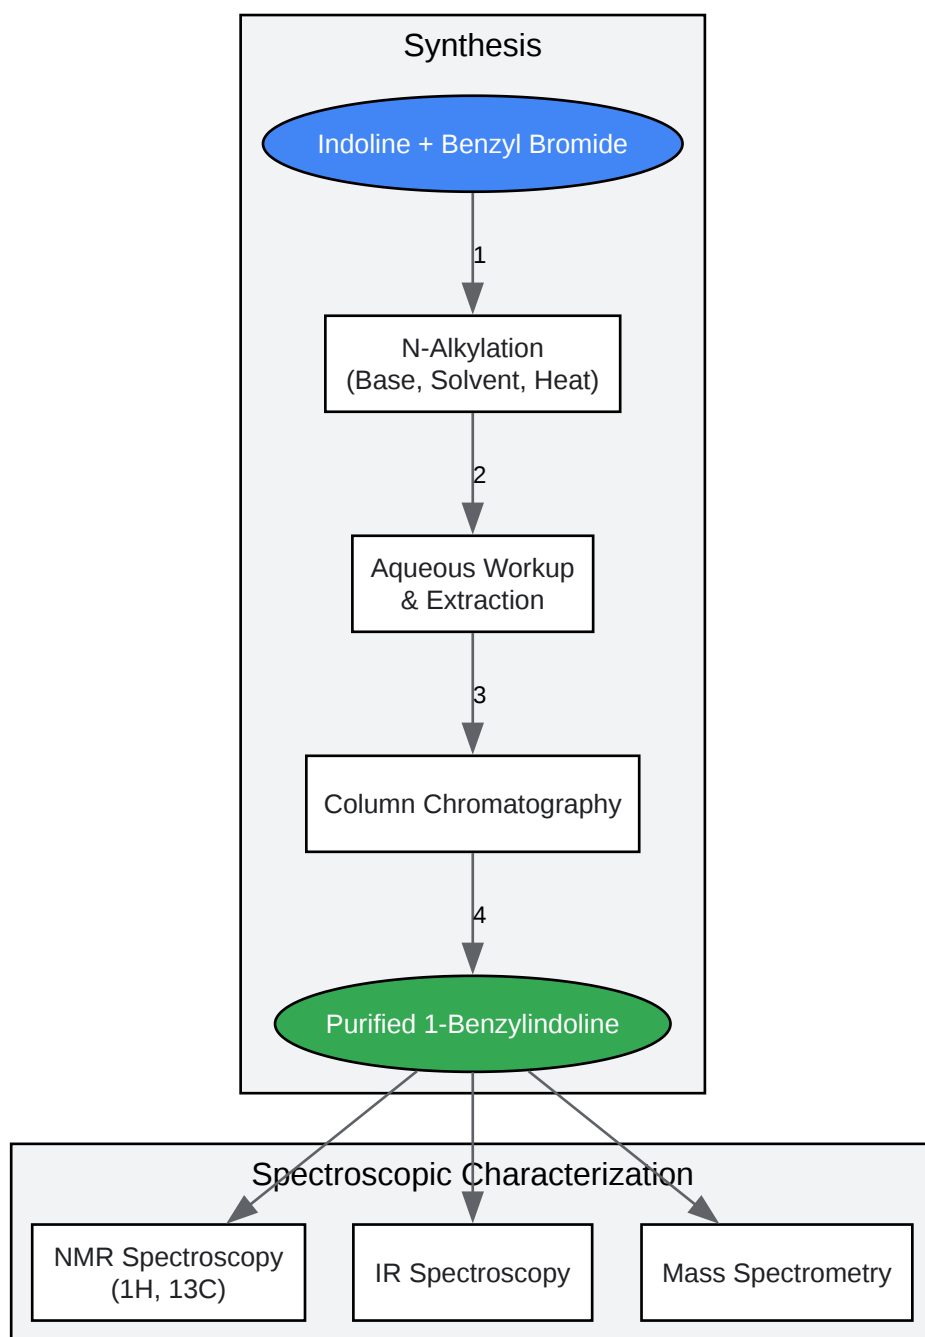 Synthesis
Indoline + Benzyl Bromide
1
N-Alkylation
(Base, Solvent, Heat)
2
Aqueous Workup
& Extraction
3
Column Chromatography
4
Purified 1-Benzylindoline
Spectroscopic Characterization
NMR Spectroscopy
(1H, 13C)
IR Spectroscopy
Mass Spectrometry